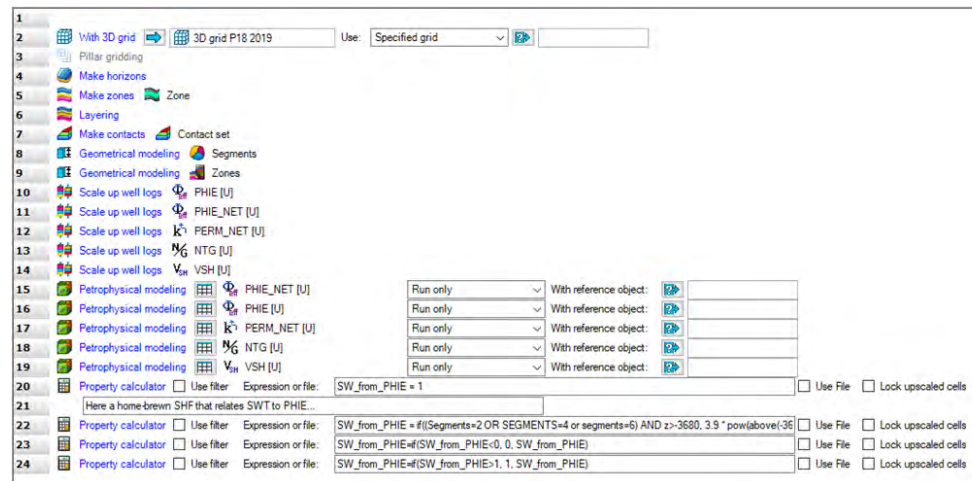 1
2 With 3D grid 3D grid P18 2019 Use: Specified grid
3 Pillar gridding
4 Make horizons
5 Make zones Zone
6 Layering
7 Make contacts Contact set
8 Geometrical modeling Segments
9 Geometrical modeling Zones
10 Scale up well logs Φeff PHIE [U]
11 Scale up well logs Φeff PHIE_NET [U]
12 Scale up well logs k PERM_NET [U]
13 Scale up well logs N/G NTG [U]
14 Scale up well logs VSH VSH [U]
15 Petrophysical modeling Φeff PHIE_NET [U] Run only With reference object:
16 Petrophysical modeling Φeff PHIE [U] Run only With reference object:
17 Petrophysical modeling k PERM_NET [U] Run only With reference object:
18 Petrophysical modeling N/G NTG [U] Run only With reference object:
19 Petrophysical modeling VSH VSH [U] Run only With reference object:
20 Property calculator Use filter Expression or file: SW_from_PHIE = 1 Use File Lock upscaled cells
21 Here a home-brewn SHF that relates SWT to PHIE...
22 Property calculator Use filter Expression or file: SW_from_PHIE = if((Segments=2 OR SEGMENTS=4 or segments=6) AND z>-3680, 3.9 * pow(above(-36 Use File Lock upscaled cells
23 Property calculator Use filter Expression or file: SW_from_PHIE=if(SW_from_PHIE<0, 0, SW_from_PHIE) Use File Lock upscaled cells
24 Property calculator Use filter Expression or file: SW_from_PHIE=if(SW_from_PHIE>1, 1, SW_from_PHIE) Use File Lock upscaled cells